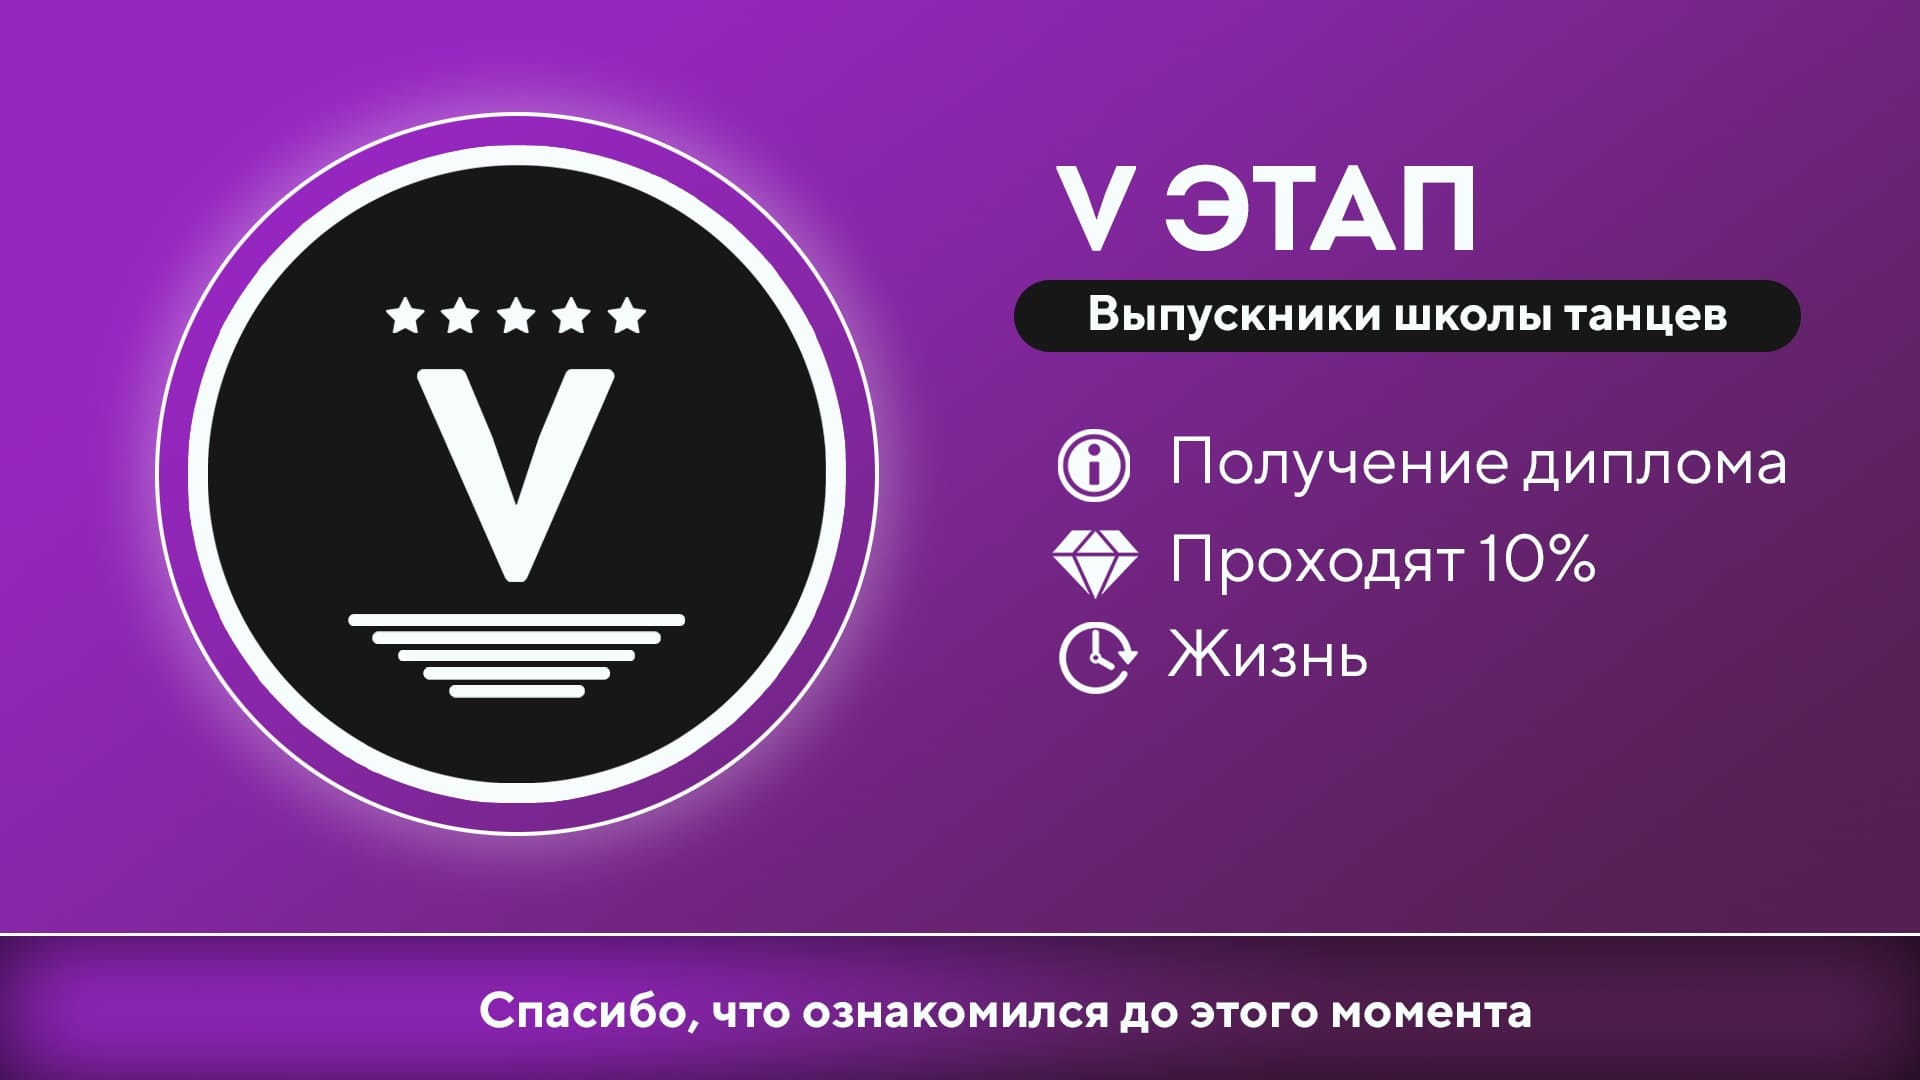 V
V ЭТАП
Выпускники школы танцев
Получение диплома
Проходят 10%
Жизнь
Спасибо, что ознакомился до этого момента